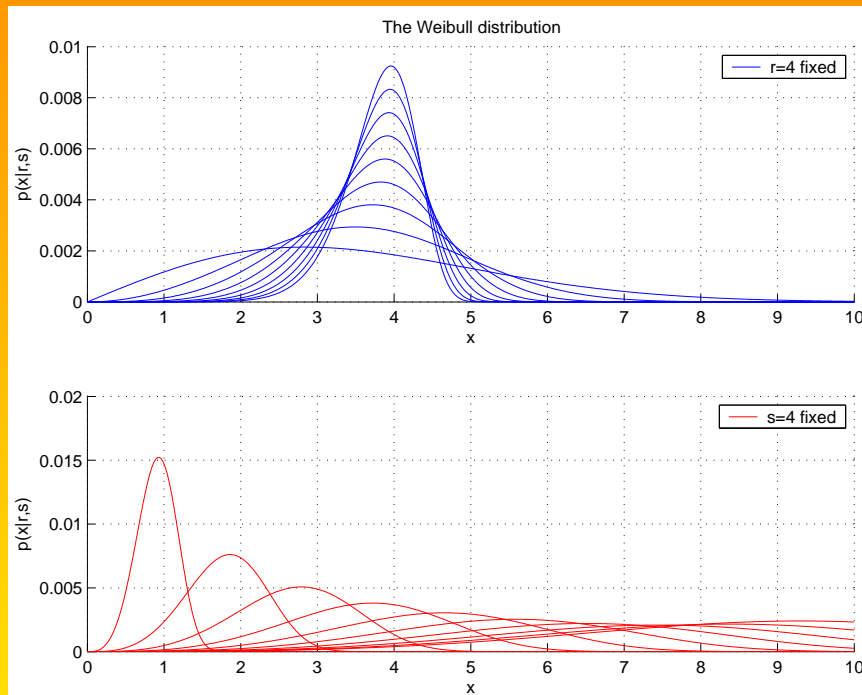 The Weibull distribution
r=4 fixed
p(x|r,s)
0.01
0.008
0.006
0.004
0.002
0
0 1 2 3 4 5 6 7 8 9 10
x
s=4 fixed
p(x|r,s)
0.02
0.015
0.01
0.005
0
0 1 2 3 4 5 6 7 8 9 10
x